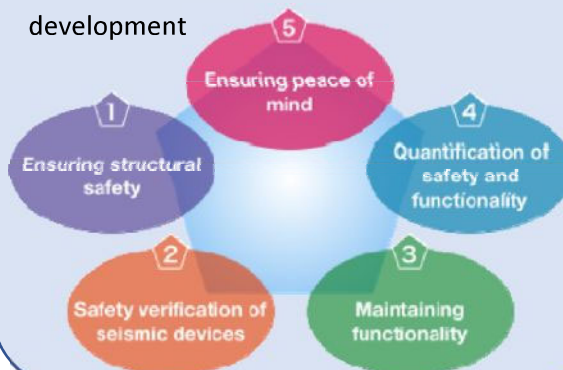 development
5
Ensuring peace of
mind
1
Ensuring structural
safety
4
Quantification of
safety and
functionality
2
Safety verification of
seismic devices
3
Maintaining
functionality